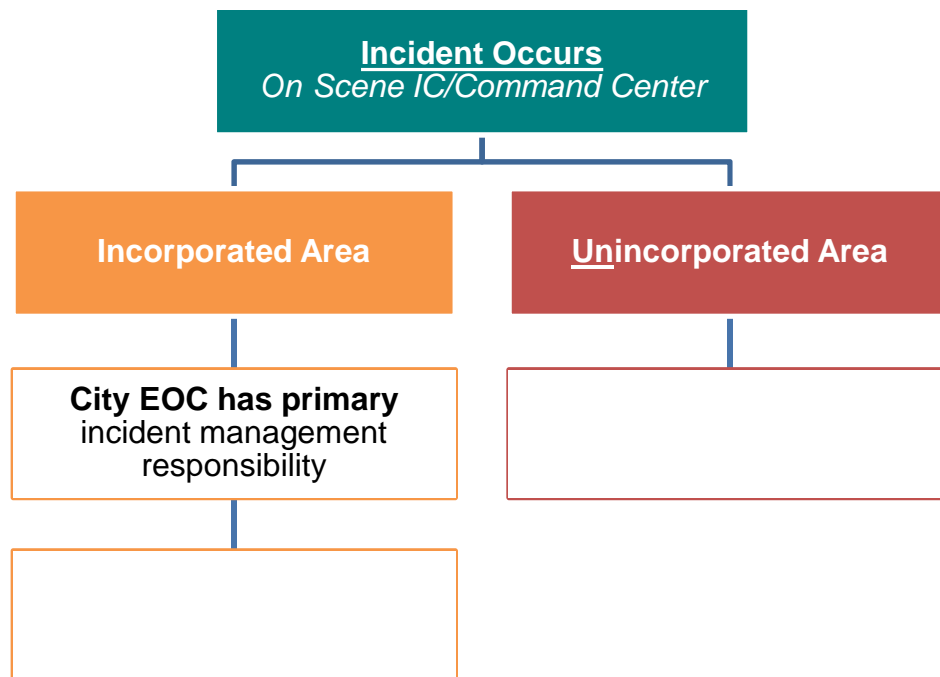 Incident Occurs
On Scene IC/Command Center
Incorporated Area
Unincorporated Area
City EOC has primary
incident management
responsibility